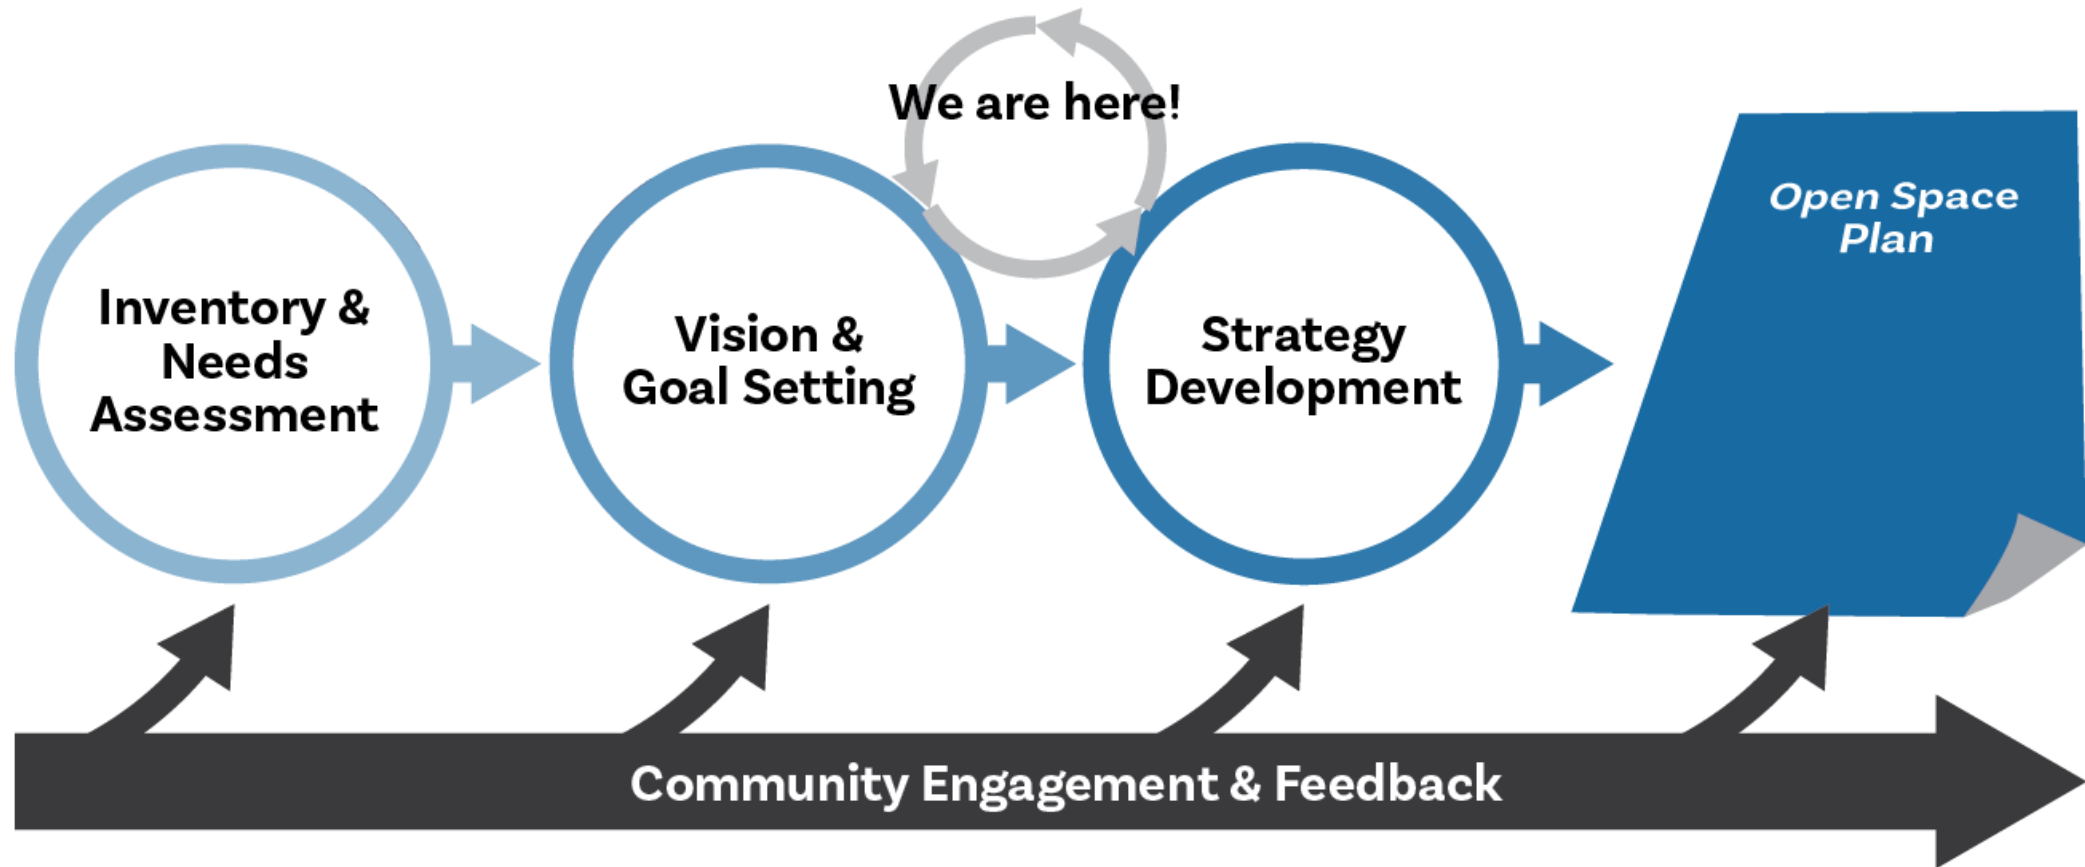 We are here!
Inventory &
Needs
Assessment
Vision &
Goal Setting
Strategy
Development
Open Space
Plan
Community Engagement & Feedback